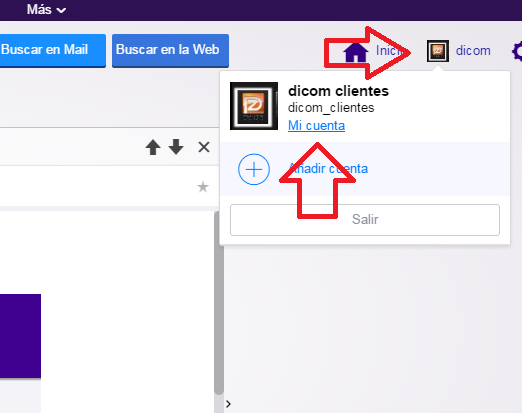 Más
Buscar en Mail
Buscar en la Web
Inicio
dicom
dicom clientes
dicom_clientes
Mi cuenta
Añadir cuenta
Salir